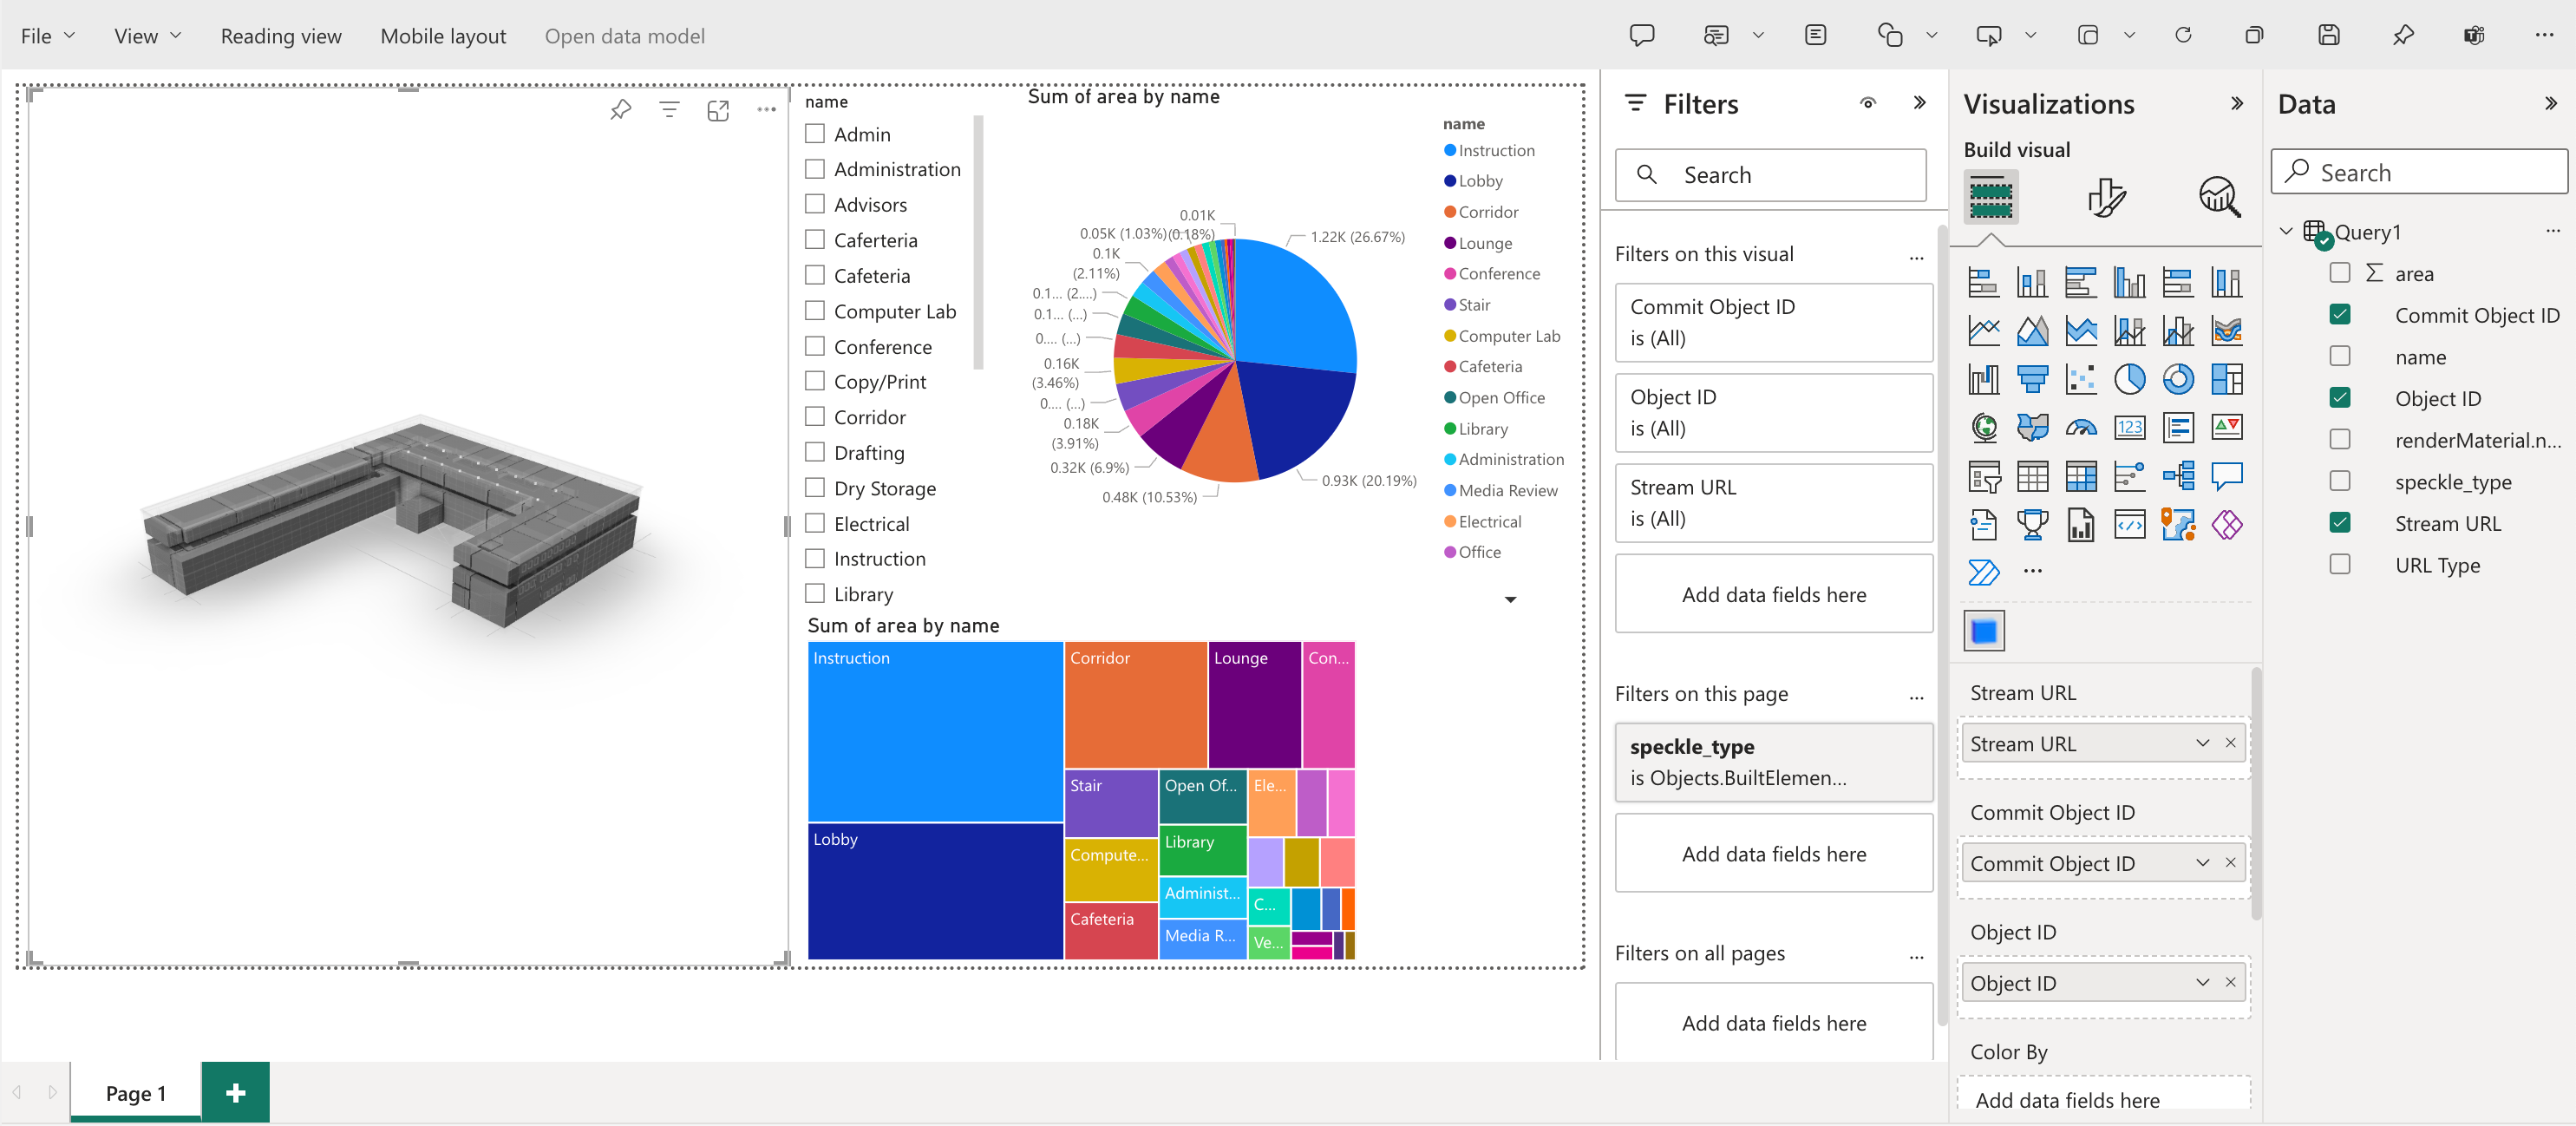 File
View
Reading view
Mobile layout
Open data model
name
Admin
Administration
Advisors
Caferteria
Cafeteria
Computer Lab
Conference
Copy/Print
Corridor
Drafting
Dry Storage
Electrical
Instruction
Library
Sum of area by name
0.01K
0.05K (1.03%)
(0.18%)
0.1K
(2.11%)
0.1... (2....)
0.1... (...)
0.... (...)
0.16K
(3.46%)
0.... (...)
0.18K
(3.91%)
0.32K (6.9%)
0.48K (10.53%)
1.22K (26.67%)
0.93K (20.19%)
name
Instruction
Lobby
Corridor
Lounge
Conference
Stair
Computer Lab
Cafeteria
Open Office
Library
Administration
Media Review
Electrical
Office
Sum of area by name
Instruction
Lobby
Corridor
Lounge
Con...
Stair
Open Of...
Ele...
Compute...
Library
Administ...
Cafeteria
Media R...
C...
Ve...
Filters
Search
Filters on this visual
...
Commit Object ID
is (All)
Object ID
is (All)
Stream URL
is (All)
Add data fields here
Filters on this page
...
speckle_type
is Objects.BuiltElemen...
Add data fields here
Filters on all pages
...
Add data fields here
Visualizations
Build visual
123
Stream URL
Stream URL
Commit Object ID
Commit Object ID
Object ID
Object ID
Color By
Add data fields here
Data
Search
Query1
area
Commit Object ID
name
Object ID
renderMaterial.n...
speckle_type
Stream URL
URL Type
Page 1